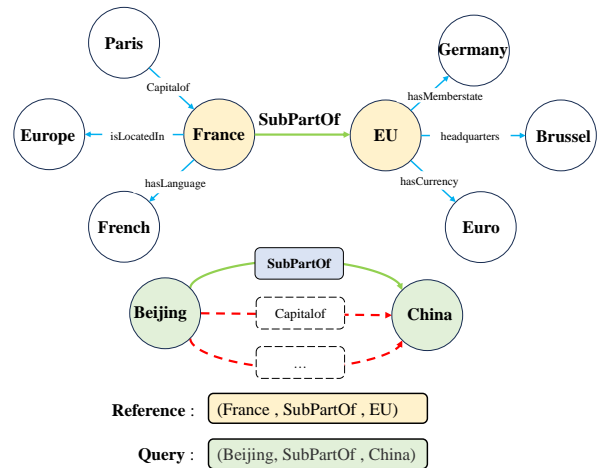 Paris
Germany
Capitalof
hasMemberstate
SubPartOf
Europe
isLocatedIn
France
EU
headquarters
Brussel
hasLanguage
hasCurrency
French
Euro
SubPartOf
Beijing
Capitalof
China
...
Reference : (France , SubPartOf , EU)
Query : (Beijing, SubPartOf , China)